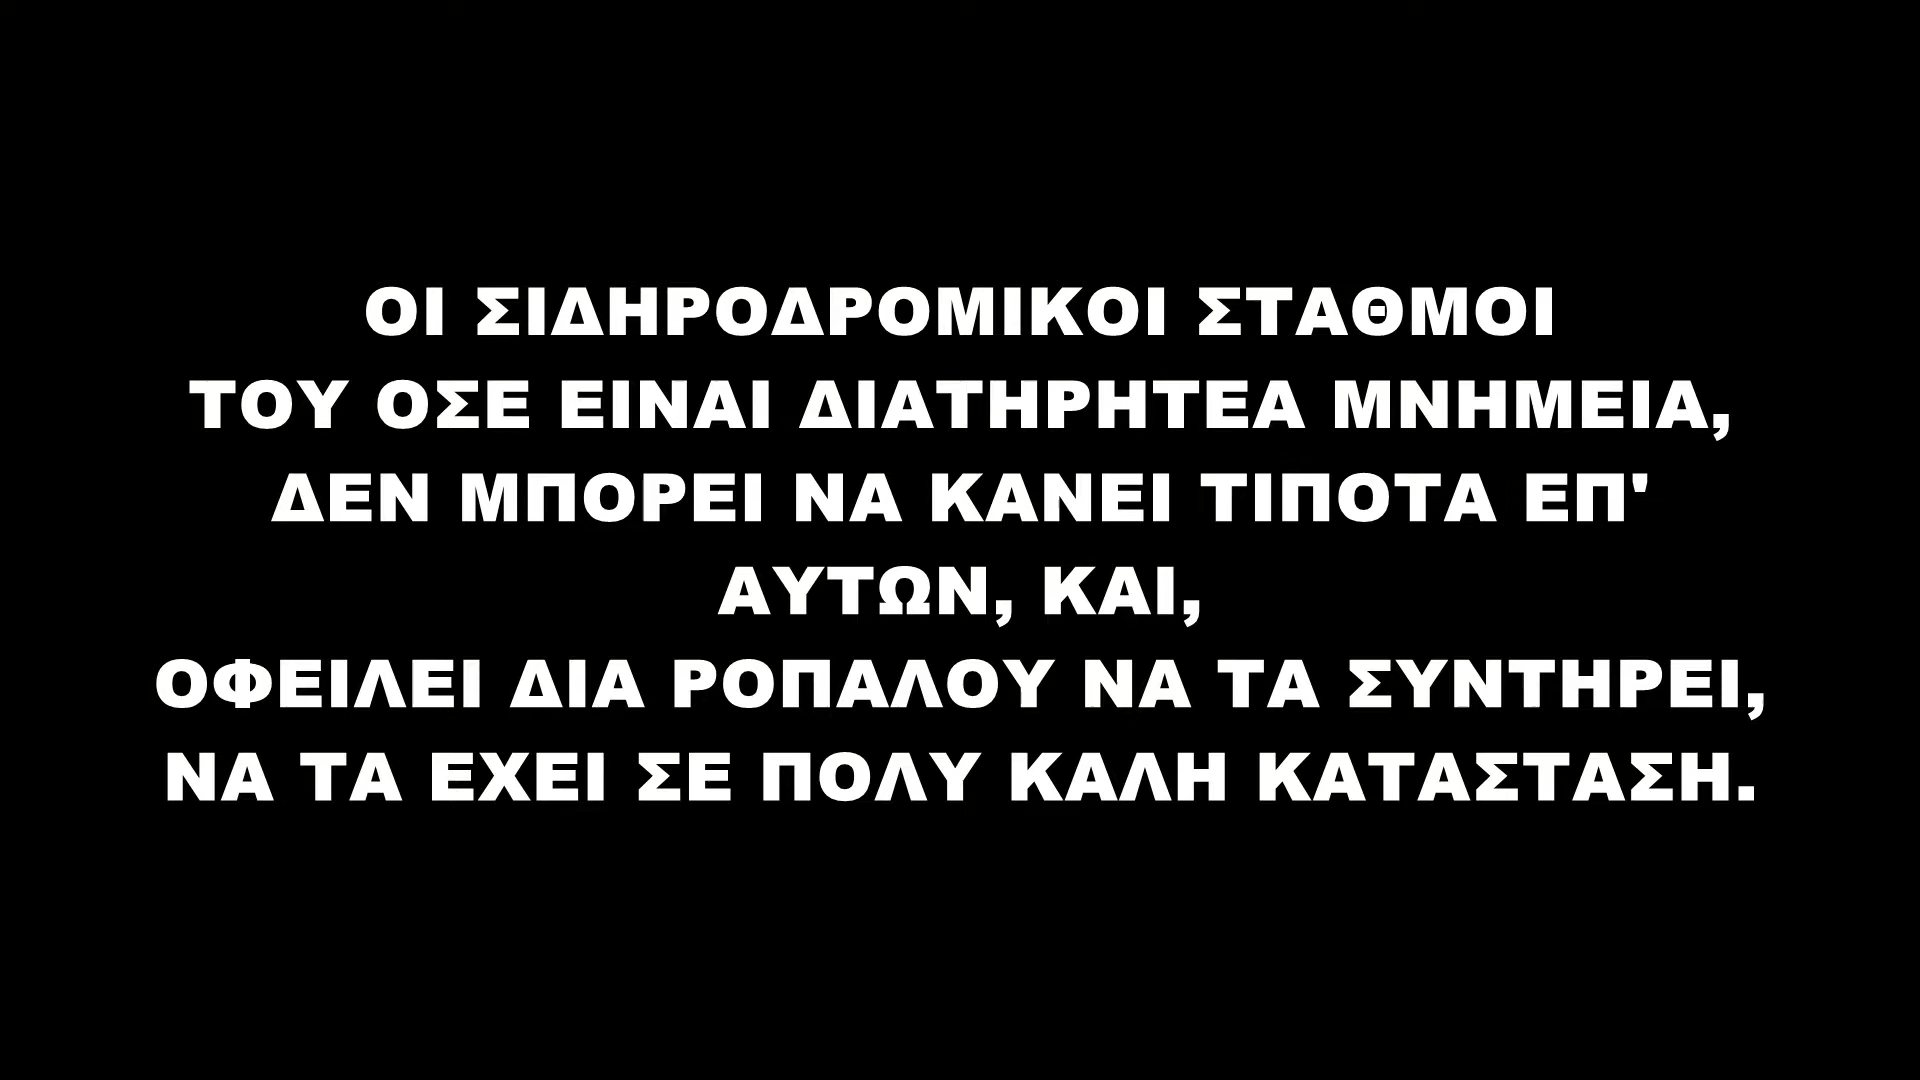 ΟΙ ΣΙΔΗΡΟΔΡΟΜΙΚΟΙ ΣΤΑΘΜΟΙ
ΤΟΥ ΟΣΕ ΕΙΝΑΙ ΔΙΑΤΗΡΗΤΕΑ ΜΝΗΜΕΙΑ,
ΔΕΝ ΜΠΟΡΕΙ ΝΑ ΚΑΝΕΙ ΤΙΠΟΤΑ ΕΠ'
ΑΥΤΩΝ, ΚΑΙ,
ΟΦΕΙΛΕΙ ΔΙΑ ΡΟΠΑΛΟΥ ΝΑ ΤΑ ΣΥΝΤΗΡΕΙ,
ΝΑ ΤΑ ΕΧΕΙ ΣΕ ΠΟΛΥ ΚΑΛΗ ΚΑΤΑΣΤΑΣΗ.